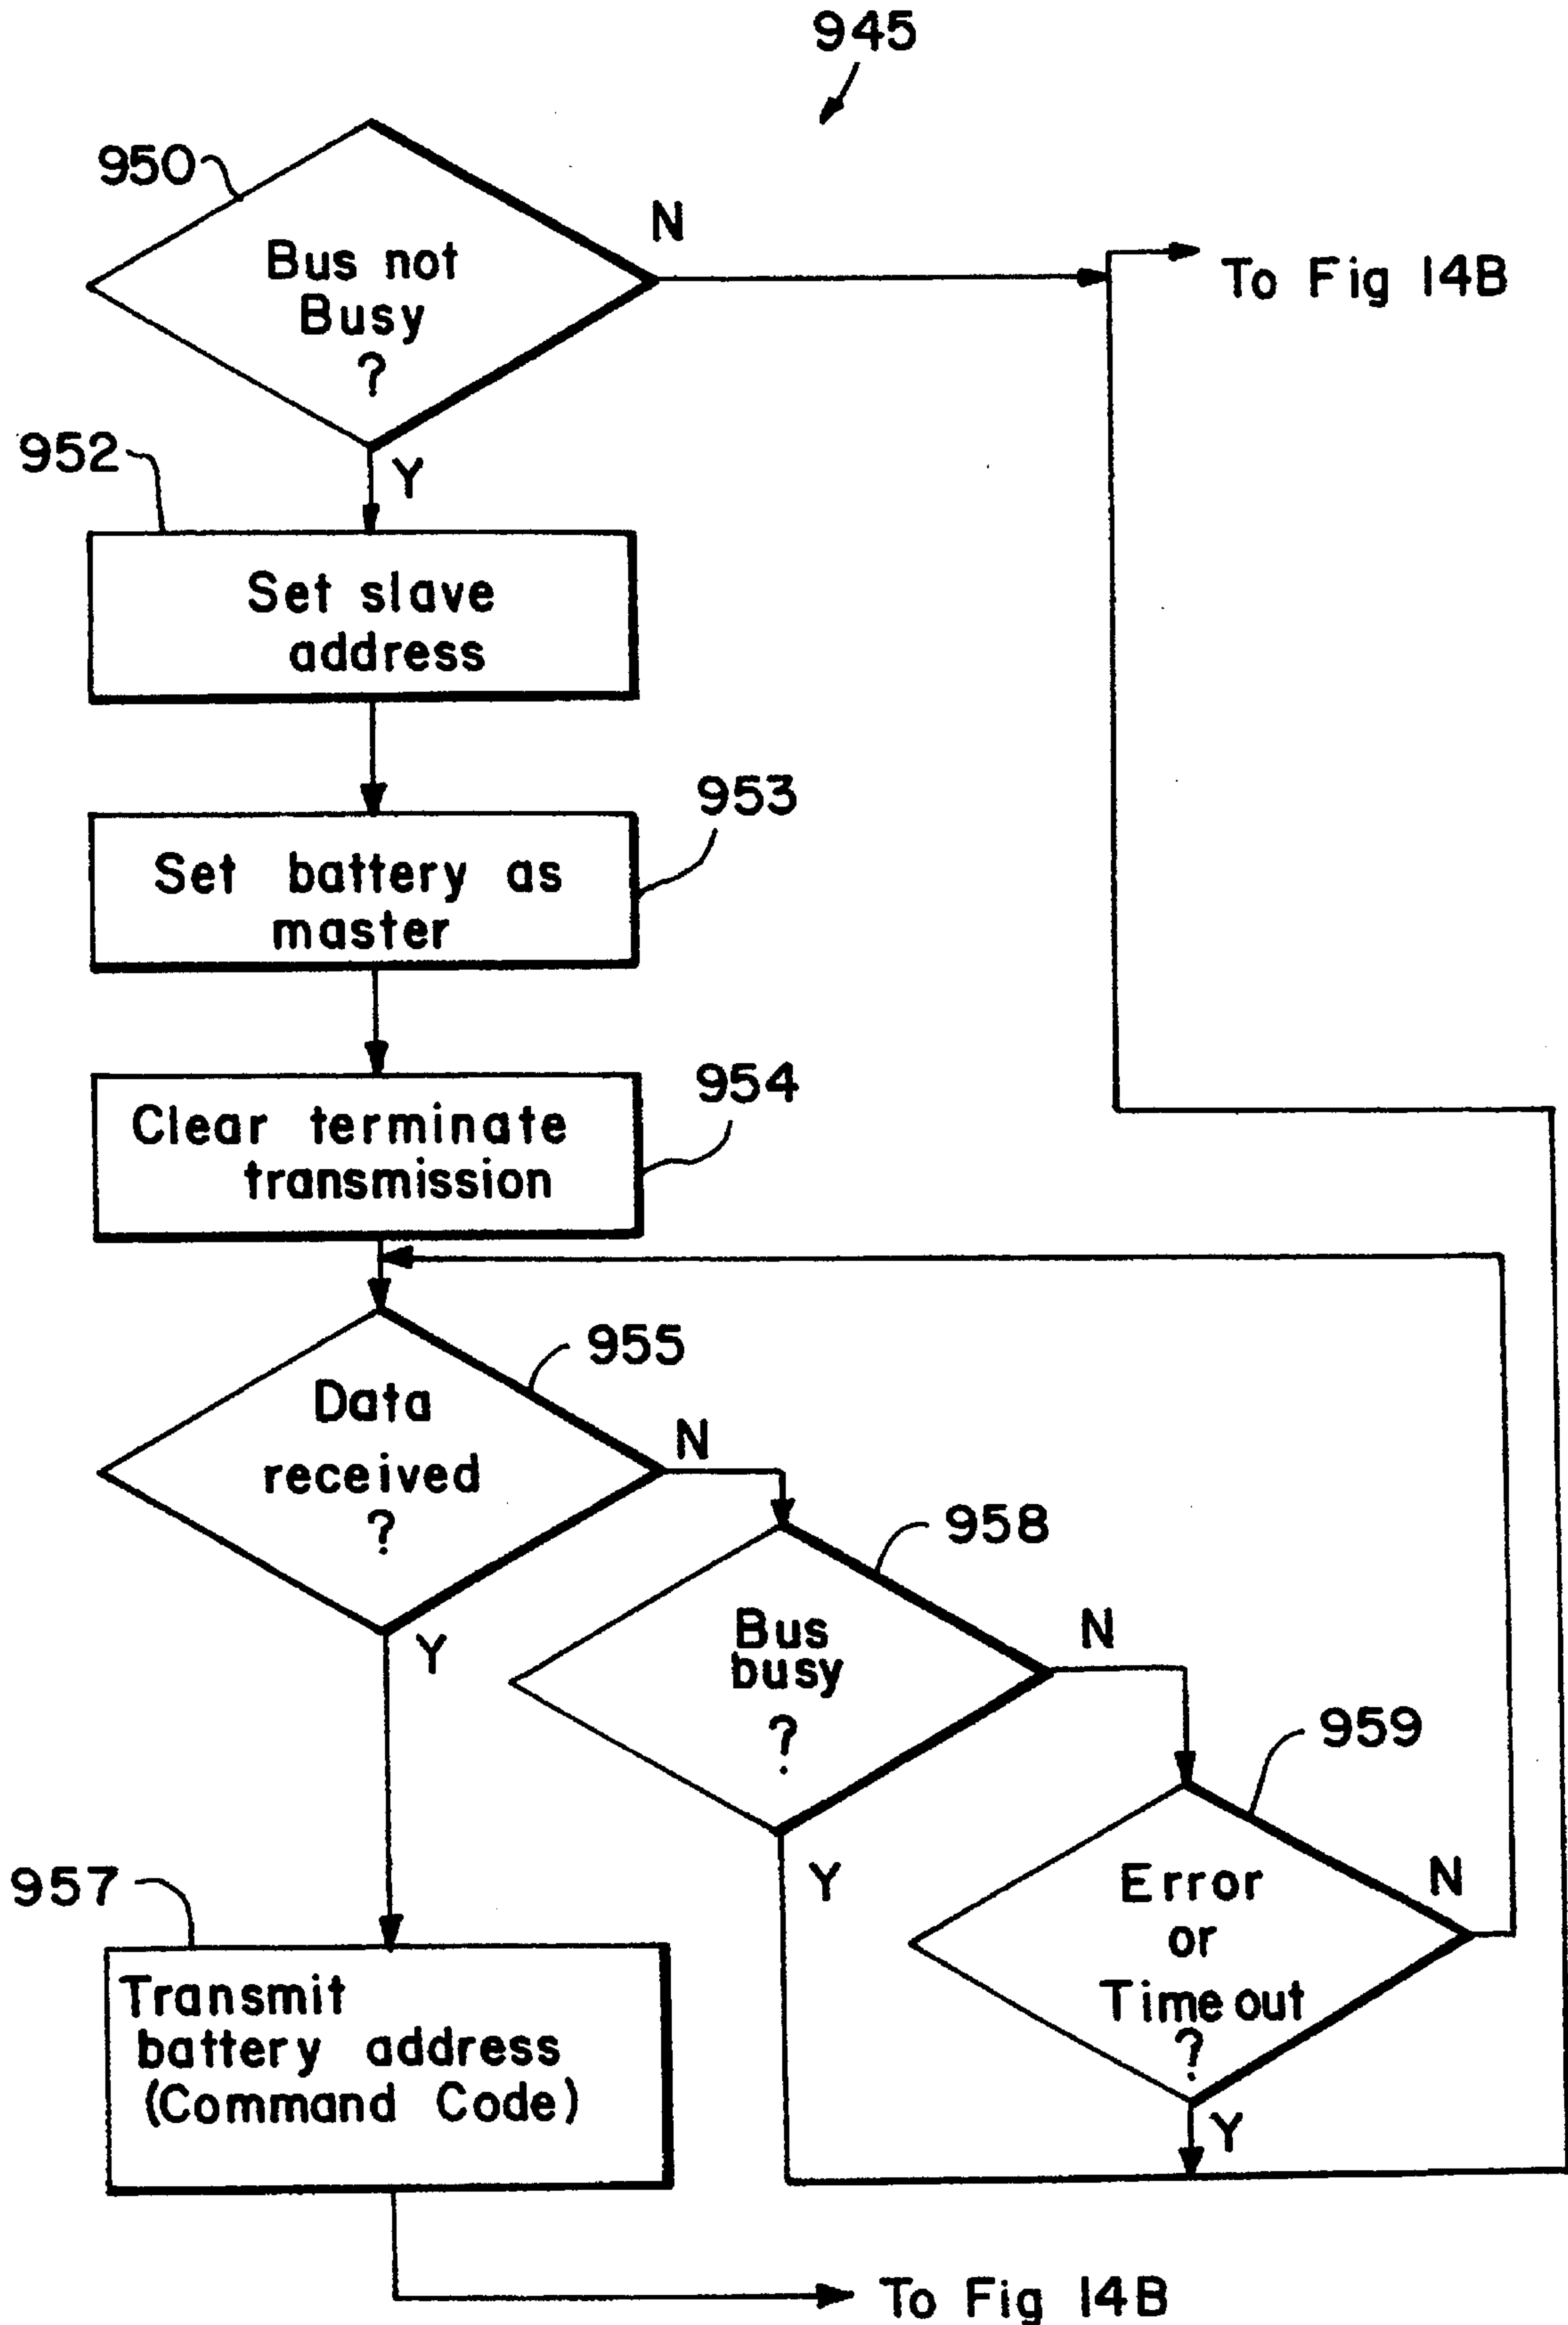 945
950
N
Bus not
Busy
?
To Fig 14B
952
Y
Set slave
address
953
Set battery as
master
954
Clear terminate
transmission
955
Data
received
?
N
Y
958
Bus
busy
?
N
Y
959
Error
or
Timeout
?
N
Y
957
Transmit
battery address
(Command Code)
To Fig 14B